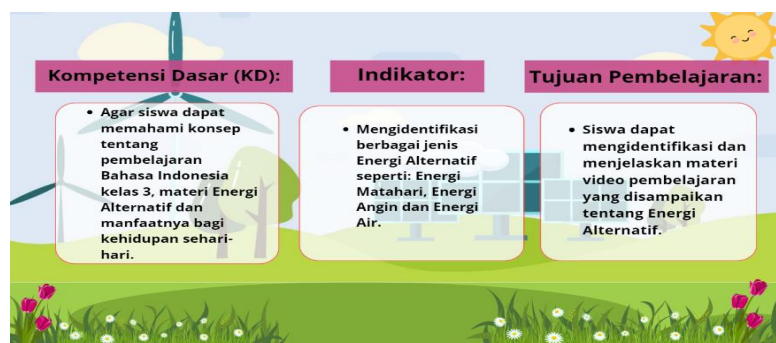 Kompetensi Dasar (KD):
• Agar siswa dapat
memahami konsep
tentang
pembelajaran
Bahasa Indonesia
kelas 3, materi Energi
Alternatif dan
manfaatnya bagi
kehidupan sehari-
hari.
Indikator:
• Mengidentifikasi
berbagai jenis
Energi Alternatif
seperti: Energi
Matahari, Energi
Angin dan Energi
Air.
Tujuan Pembelajaran:
• Siswa dapat
mengidentifikasi dan
menjelaskan materi
video pembelajaran
yang disampaikan
tentang Energi
Alternatif.